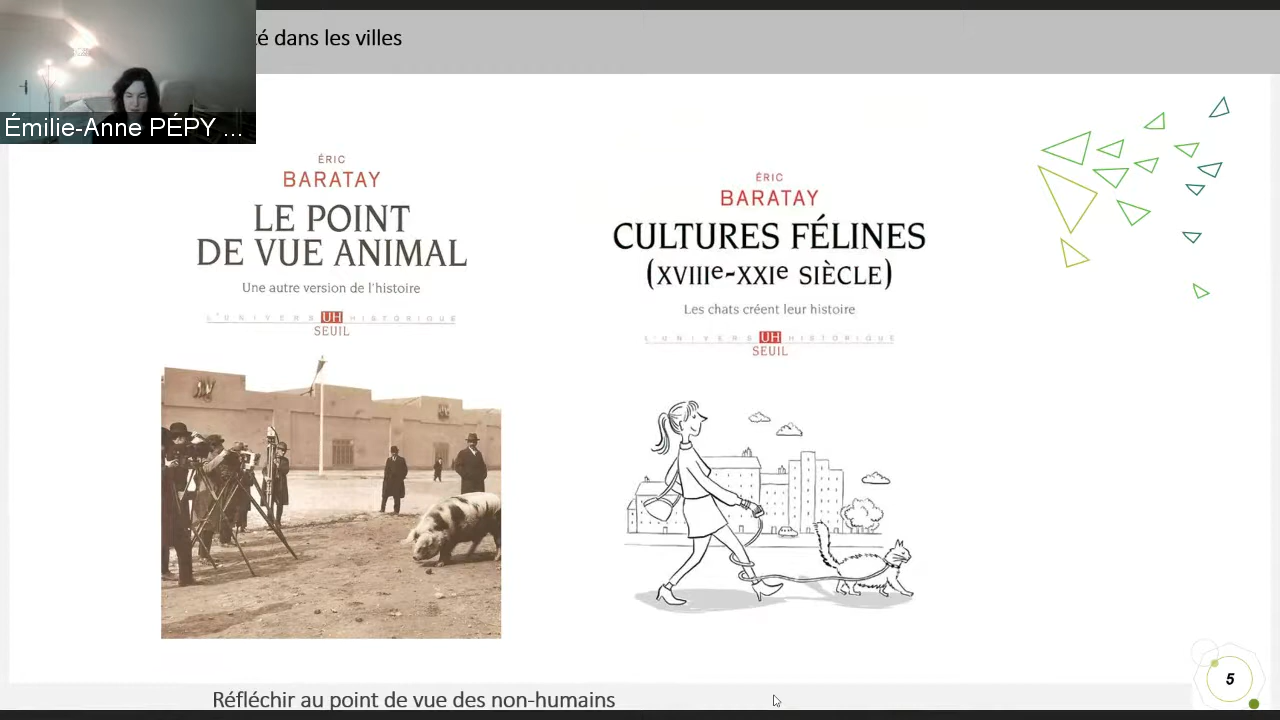 té dans les villes
Émilie-Anne PÉPY ...
ÉRIC
BARATAY
LE POINT
DE VUE ANIMAL
Une autre version de l'histoire
L'UNIVERS UH HISTORIQUE
SEUIL
ÉRIC
BARATAY
CULTURES FÉLINES
(XVIIIe-XXIe SIÈCLE)
Les chats créent leur histoire
L'UNIVERS UH HISTORIQUE
SEUIL
Réfléchir au point de vue des non-humains
5